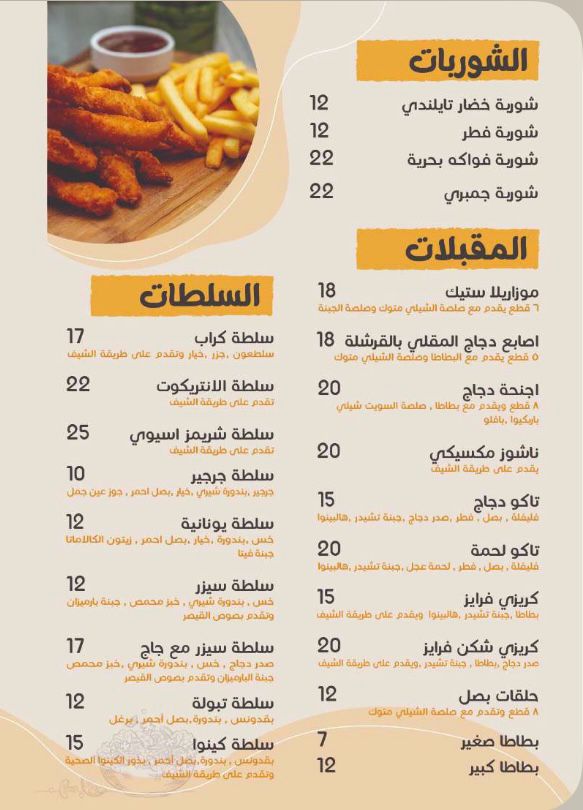 الشوربات
شوربة خضار تايلندي 12
شوربة فطر 12
شوربة فواكه بحرية 22
شوربة جمبري 22
المقبلات
موزاريلا ستيك 18
٦ قطع يقدم مع صلصة الشيلي متوك وصلصة الجبنة
اصابع دجاج المقلي بالقرشلة 18
٥ قطع يقدم مع البطاطا وصلصة الشيلي متوك
اجنحة دجاج 20
٨ قطع ويقدم مع بطاطا , صلصة السويت شيلي
باربكيوا ,بافلو
ناشوز مكسيكي 20
يقدم على طريقة الشيف
تاكو دجاج 15
فليفلة , بصل , فطر , صدر دجاج ,جبنة تشيدر ,هالبينوا
تاكو لحمة 20
فليفلة , بصل , فطر , لحمة عجل ,جبنة تشيدر ,هالبينوا
كريزي فرايز 15
بطاطا ,جبنة تشيدر ,هالبينوا ويقدم على طريقة الشيف
كريزي شكن فرايز 20
صدر دجاج ,بطاطا , جبنة تشيدر ,ويقدم على طريقة الشيف
حلقات بصل 12
٨ قطع وتقدم مع صلصة الشيلي متوك
بطاطا صغير 7
بطاطا كبير 12
السلطات
سلطة كراب 17
سلطعون ,جزر ,خيار وتقدم على طريقة الشيف
سلطة الانتريكوت 22
تقدم على طريقة الشيف
سلطة شريمز اسيوي 25
تقدم على طريقة الشيف
سلطة جرجير 10
جرجير ,بندورة شيري ,خيار ,بصل احمر , جوز عين جمل
سلطة يونانية 12
خس ,بندورة ,خيار ,بصل احمر , زيتون الكالاماتا
جبنة فيتا
سلطة سيزر 12
خس , بندورة شيري , خبز محمص , جبنة بارميزان
وتقدم بصوص القيصر
سلطة سيزر مع جاج 17
صدر دجاج , خس , بندورة شيري ,خبز محمص
جبنة البارميزان وتقدم بصوص القيصر
سلطة تبولة 12
بقدونس , بندورة,بصل أحمر , برغل
سلطة كينوا 15
بقدونس , بندورة,بصل أحمر , بذور الكينوا الصحية
وتقدم على طريقة الشيف